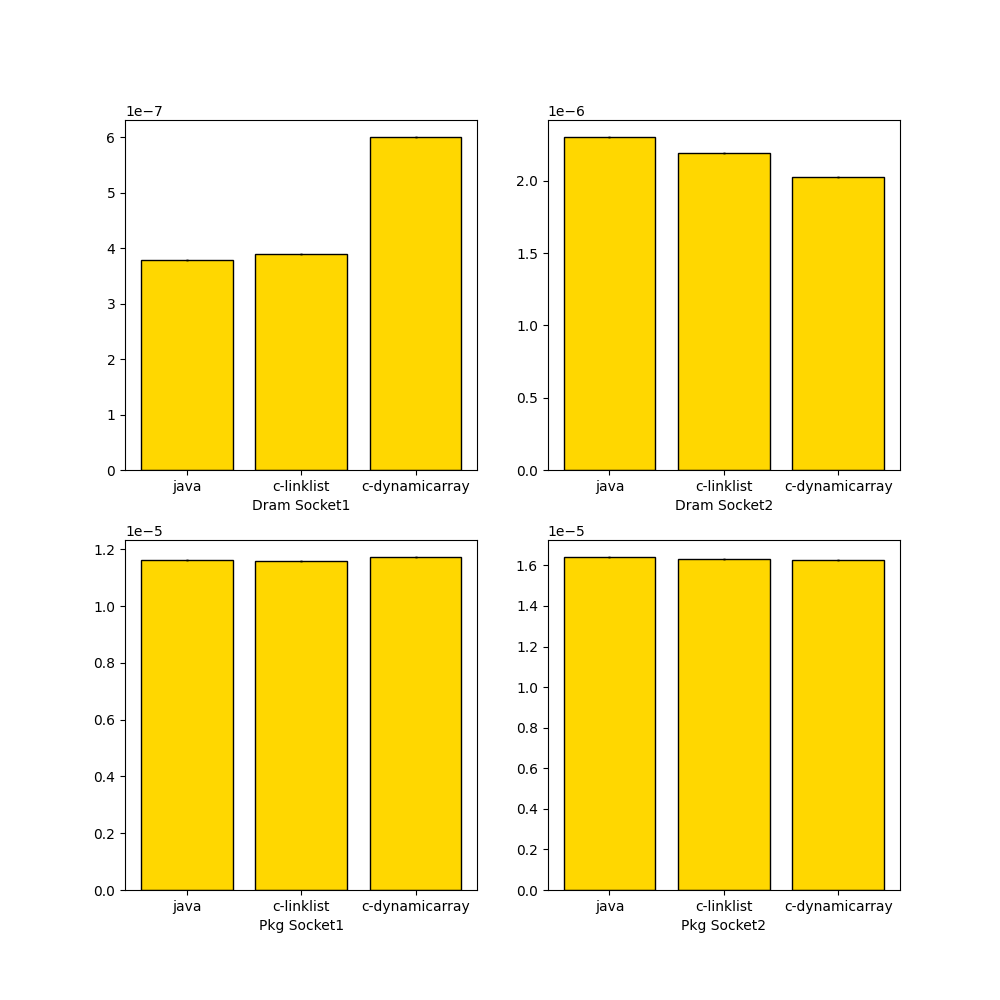 1e−7
6
5
4
3
2
1
0
java c-linklist c-dynamicarray
Dram Socket1
1e−6
2.0
1.5
1.0
0.5
0.0
java c-linklist c-dynamicarray
Dram Socket2
1e−5
1.2
1.0
0.8
0.6
0.4
0.2
0.0
java c-linklist c-dynamicarray
Pkg Socket1
1e−5
1.6
1.4
1.2
1.0
0.8
0.6
0.4
0.2
0.0
java c-linklist c-dynamicarray
Pkg Socket2